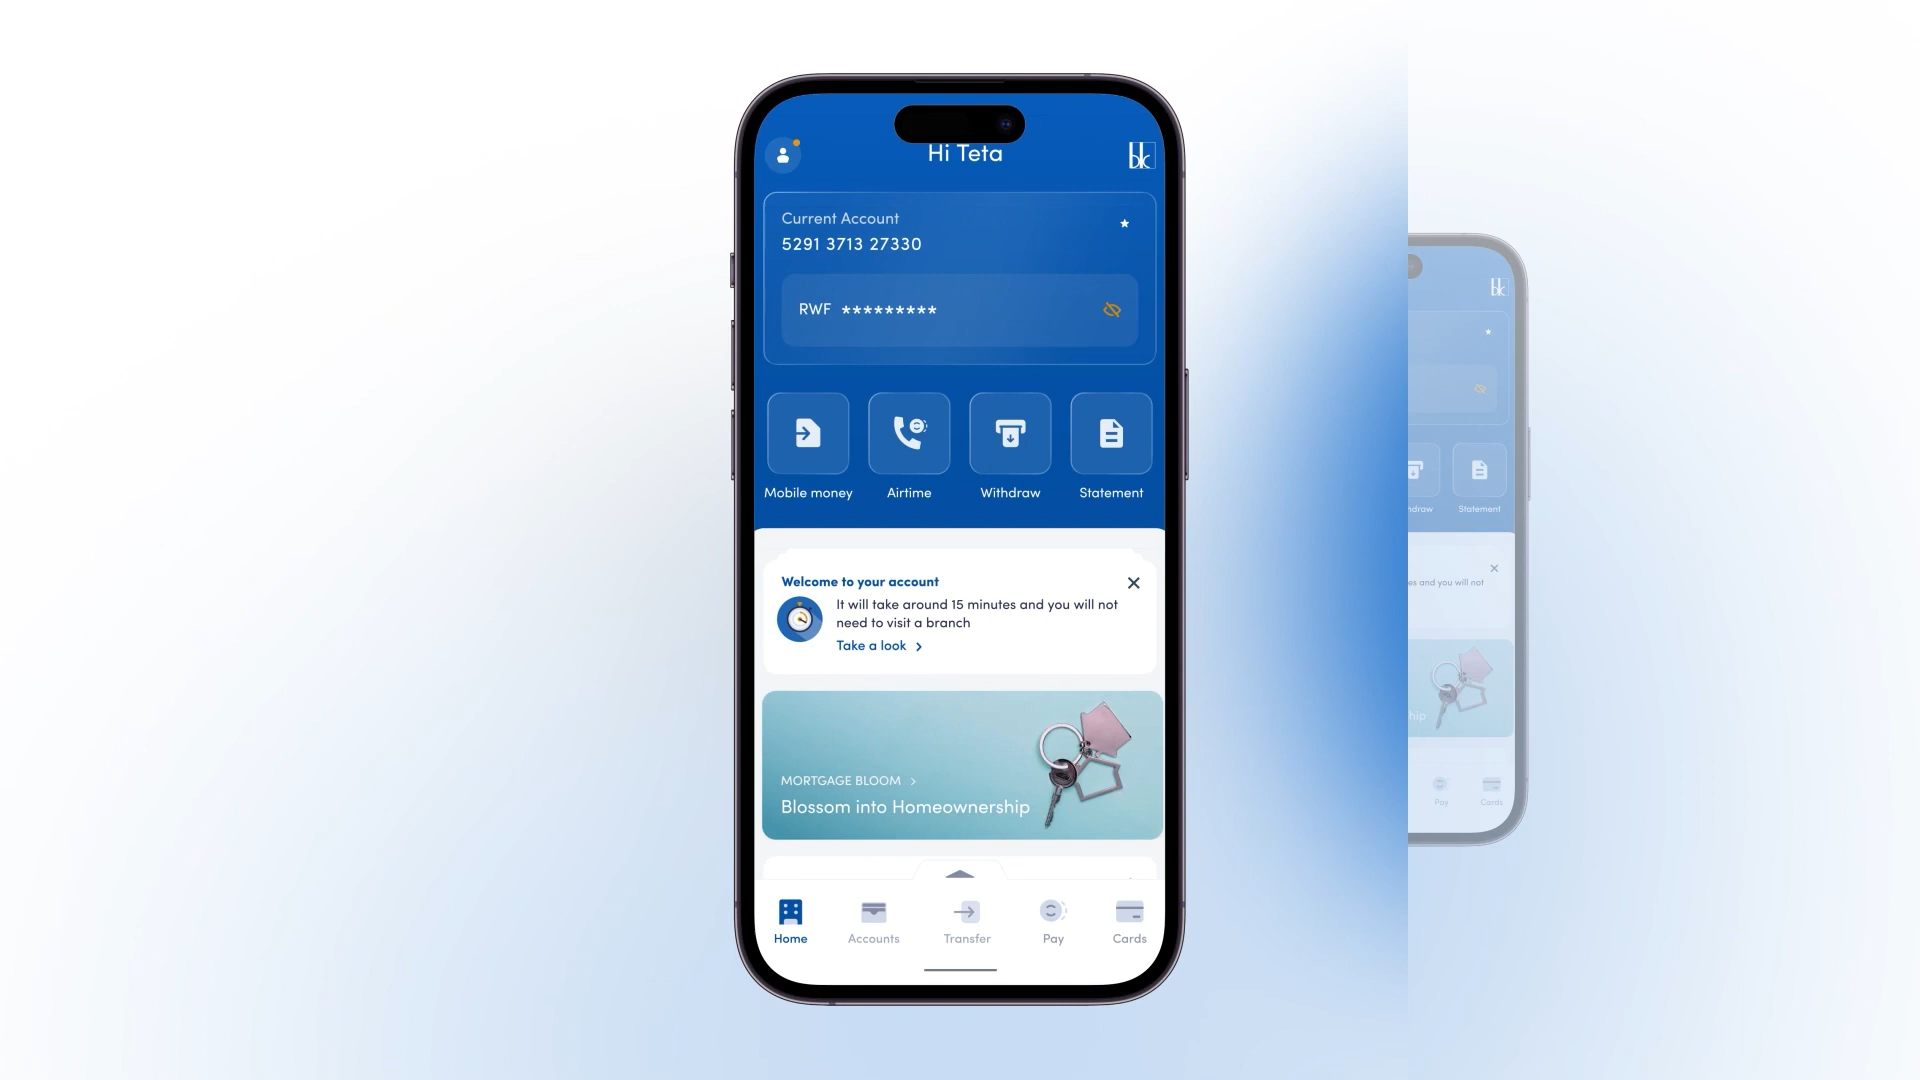 Hi Teta
bk
Current Account
5291 3713 27330
RWF *********
Mobile money
Airtime
Withdraw
Statement
Welcome to your account
It will take around 15 minutes and you will not
need to visit a branch
Take a look
MORTGAGE BLOOM
Blossom into Homeownership
Home
Accounts
Transfer
Pay
Cards
bk
ndraw
Statement
es and you will not
hip
Pay
Cards